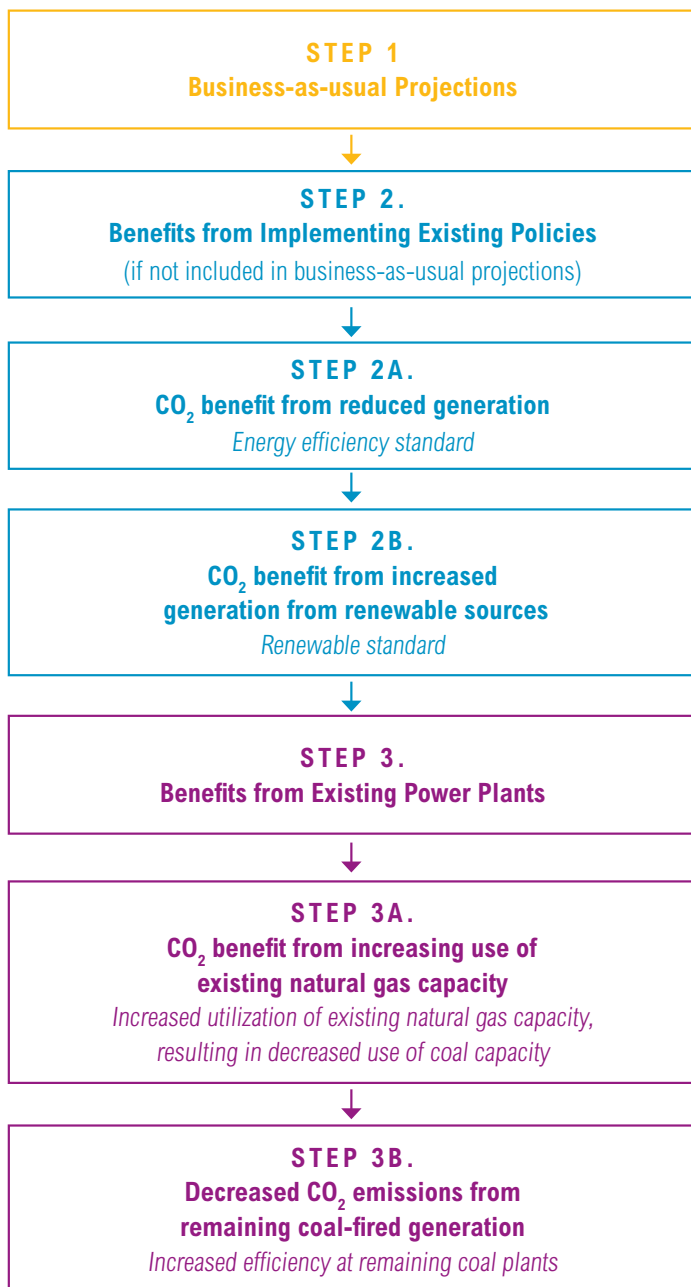 STEP 1
Business-as-usual Projections
STEP 2.
Benefits from Implementing Existing Policies
(if not included in business-as-usual projections)
STEP 2A.
CO₂ benefit from reduced generation
Energy efficiency standard
STEP 2B.
CO₂ benefit from increased
generation from renewable sources
Renewable standard
STEP 3.
Benefits from Existing Power Plants
STEP 3A.
CO₂ benefit from increasing use of
existing natural gas capacity
Increased utilization of existing natural gas capacity,
resulting in decreased use of coal capacity
STEP 3B.
Decreased CO₂ emissions from
remaining coal-fired generation
Increased efficiency at remaining coal plants